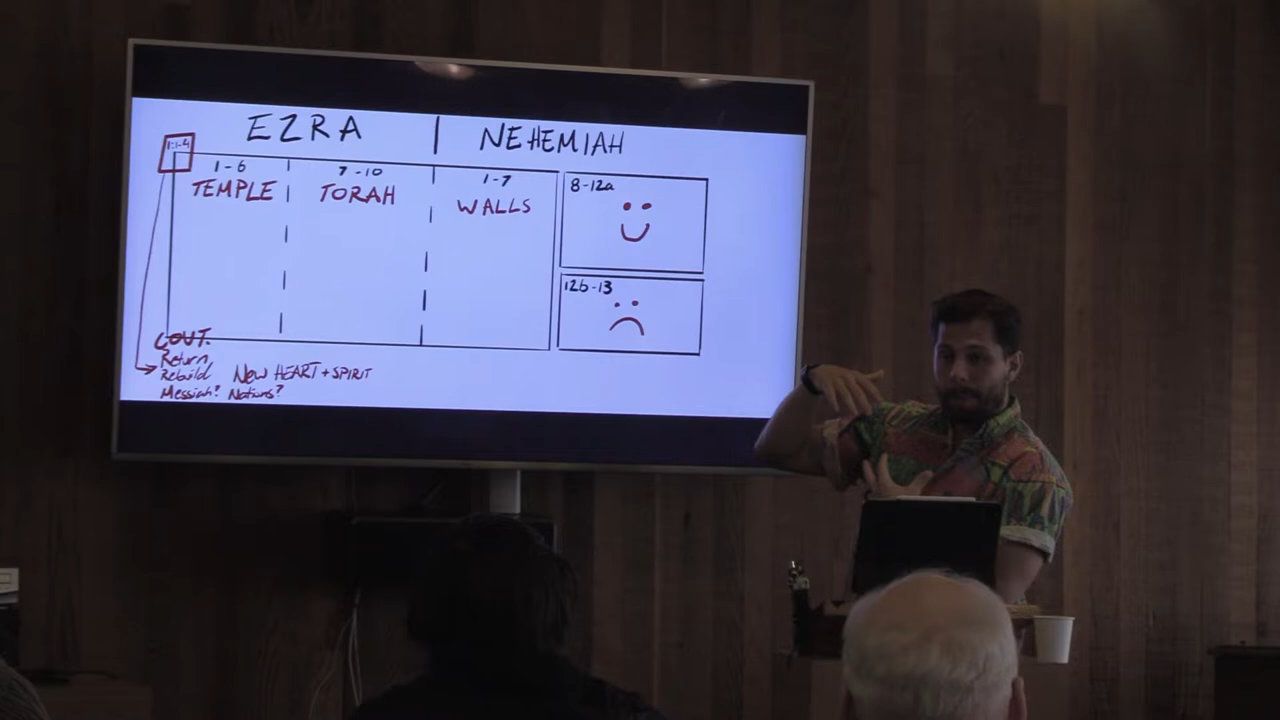 EZRA | NEHEMIAH
1:1-4
1-6
TEMPLE
7-10
TORAH
1-7
WALLS
8-12a
12b-13
COVT.
Return
Rebuild
NEW HEART + SPIRIT
Messiah? Nations?